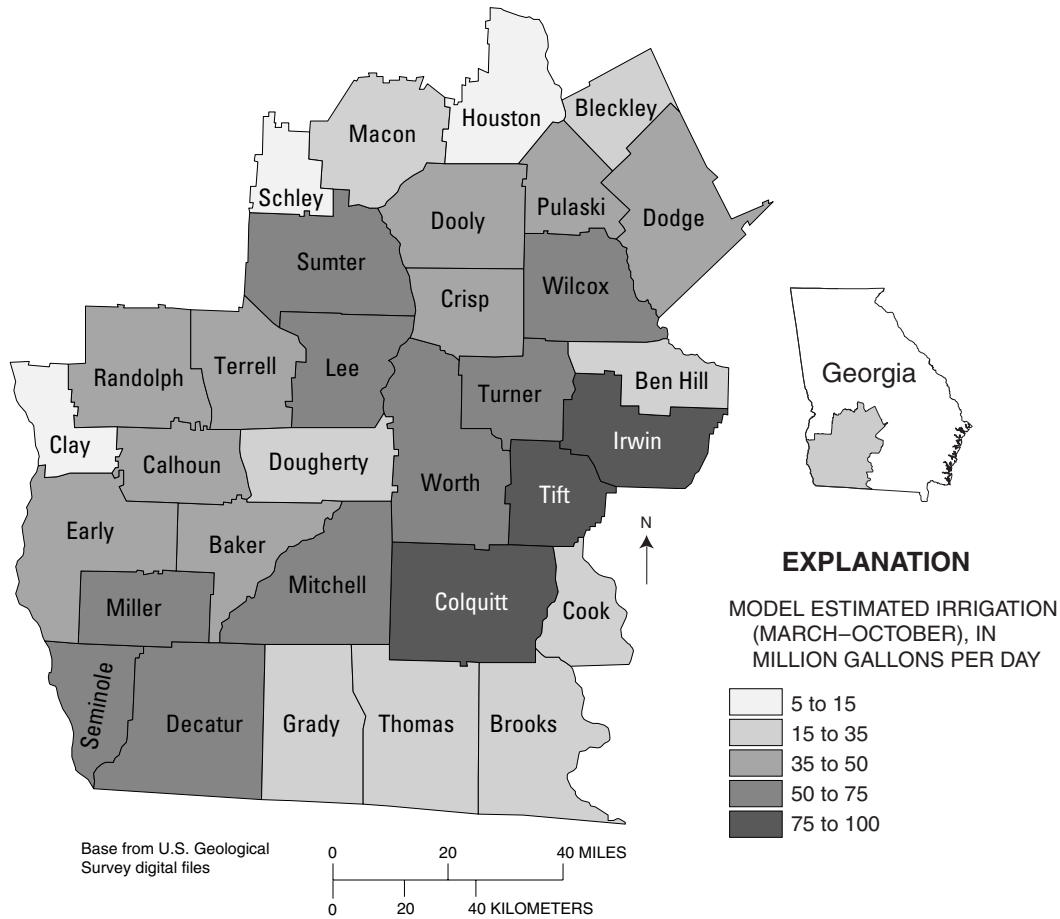 Houston
Bleckley
Macon
Schley
Dooly
Pulaski
Dodge
Sumter
Crisp
Wilcox
Randolph
Terrell
Lee
Turner
Ben Hill
Georgia
Clay
Calhoun
Dougherty
Worth
Irwin
Tift
Early
Baker
Mitchell
Miller
Colquitt
Cook
N
Seminole
Decatur
Grady
Thomas
Brooks
EXPLANATION
MODEL ESTIMATED IRRIGATION
(MARCH–OCTOBER), IN
MILLION GALLONS PER DAY
5 to 15
15 to 35
35 to 50
50 to 75
75 to 100
Base from U.S. Geological
Survey digital files
0 20 40 MILES
0 20 40 KILOMETERS